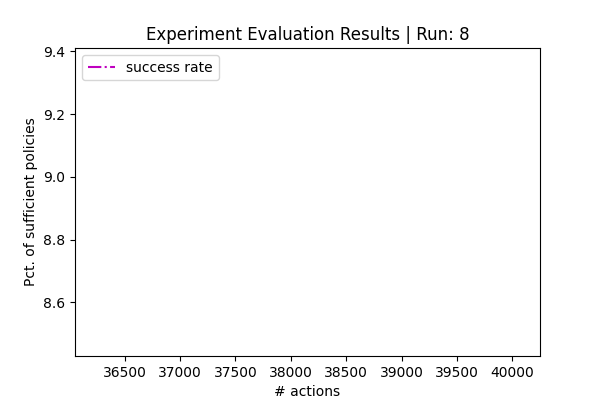 Experiment Evaluation Results | Run: 8
success rate
Pct. of sufficient policies
9.4
9.2
9.0
8.8
8.6
36500 37000 37500 38000 38500 39000 39500 40000
# actions